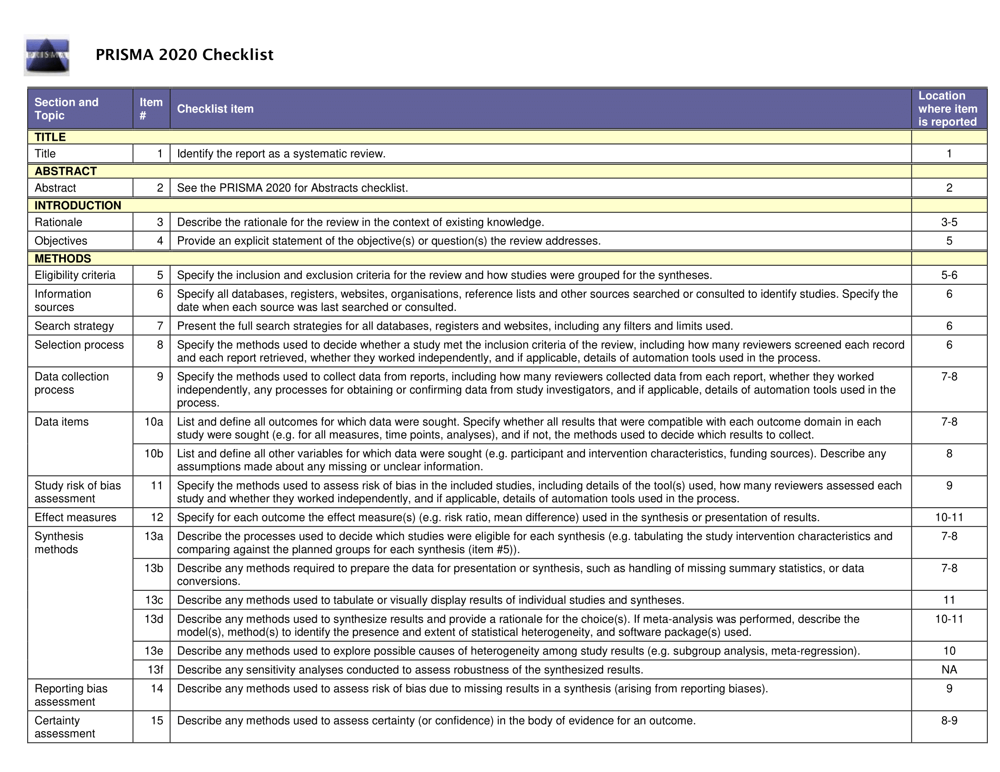 PRISMA
PRISMA 2020 Checklist
Section and Topic Item # Checklist item Location where item is reported
TITLE
Title 1 Identify the report as a systematic review. 1
ABSTRACT
Abstract 2 See the PRISMA 2020 for Abstracts checklist. 2
INTRODUCTION
Rationale 3 Describe the rationale for the review in the context of existing knowledge. 3-5
Objectives 4 Provide an explicit statement of the objective(s) or question(s) the review addresses. 5
METHODS
Eligibility criteria 5 Specify the inclusion and exclusion criteria for the review and how studies were grouped for the syntheses. 5-6
Information 6 Specify all databases, registers, websites, organisations, reference lists and other sources searched or consulted to identify studies. Specify the 6
sources date when each source was last searched or consulted.
Search strategy 7 Present the full search strategies for all databases, registers and websites, including any filters and limits used. 6
Selection process 8 Specify the methods used to decide whether a study met the inclusion criteria of the review, including how many reviewers screened each record 6
and each report retrieved, whether they worked independently, and if applicable, details of automation tools used in the process.
Data collection 9 Specify the methods used to collect data from reports, including how many reviewers collected data from each report, whether they worked 7-8
process independently, any processes for obtaining or confirming data from study investigators, and if applicable, details of automation tools used in the
process.
Data items 10a List and define all outcomes for which data were sought. Specify whether all results that were compatible with each outcome domain in each 7-8
study were sought (e.g. for all measures, time points, analyses), and if not, the methods used to decide which results to collect.
10b List and define all other variables for which data were sought (e.g. participant and intervention characteristics, funding sources). Describe any 8
assumptions made about any missing or unclear information.
Study risk of bias 11 Specify the methods used to assess risk of bias in the included studies, including details of the tool(s) used, how many reviewers assessed each 9
assessment study and whether they worked independently, and if applicable, details of automation tools used in the process.
Effect measures 12 Specify for each outcome the effect measure(s) (e.g. risk ratio, mean difference) used in the synthesis or presentation of results. 10-11
Synthesis 13a Describe the processes used to decide which studies were eligible for each synthesis (e.g. tabulating the study intervention characteristics and 7-8
methods comparing against the planned groups for each synthesis (item #5)).
13b Describe any methods required to prepare the data for presentation or synthesis, such as handling of missing summary statistics, or data 7-8
conversions.
13c Describe any methods used to tabulate or visually display results of individual studies and syntheses. 11
13d Describe any methods used to synthesize results and provide a rationale for the choice(s). If meta-analysis was performed, describe the 10-11
model(s), method(s) to identify the presence and extent of statistical heterogeneity, and software package(s) used.
13e Describe any methods used to explore possible causes of heterogeneity among study results (e.g. subgroup analysis, meta-regression). 10
13f Describe any sensitivity analyses conducted to assess robustness of the synthesized results. NA
Reporting bias 14 Describe any methods used to assess risk of bias due to missing results in a synthesis (arising from reporting biases). 9
assessment
Certainty 15 Describe any methods used to assess certainty (or confidence) in the body of evidence for an outcome. 8-9
assessment